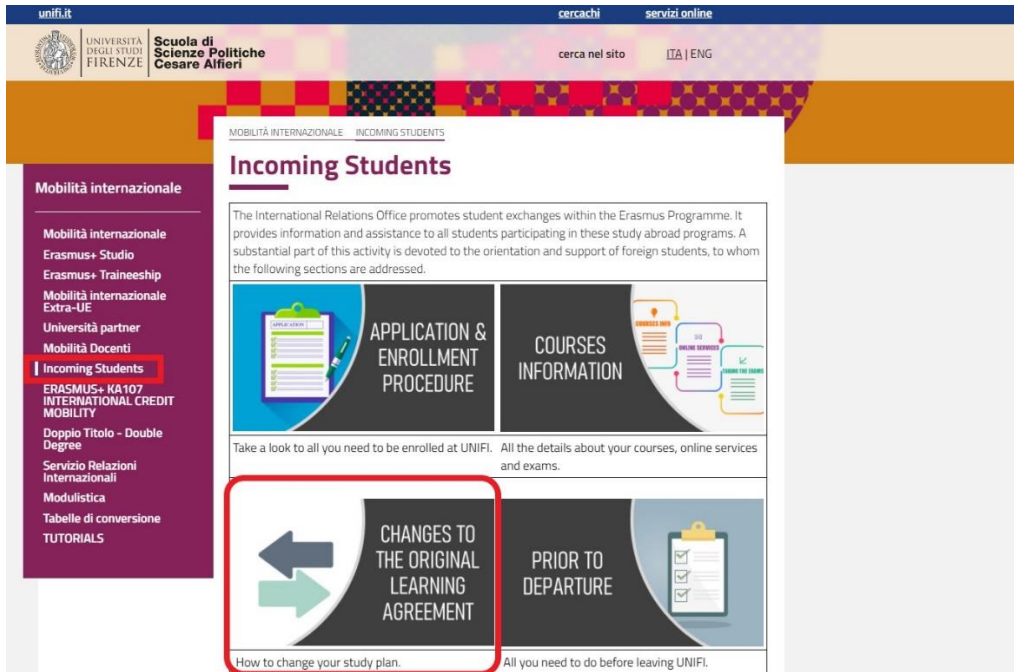 unifi.it
cercachi
servizi online
UNIVERSITÀ
DEGLI STUDI
FIRENZE
Scuola di
Scienze Politiche
Cesare Alfieri
cerca nel sito
ITA | ENG
MOBILITÀ INTERNAZIONALE
INCOMING STUDENTS
Incoming Students
Mobilità internazionale
Mobilità internazionale
Erasmus+ Studio
Erasmus+ Traineeship
Mobilità internazionale
Extra-UE
Università partner
Mobilità Docenti
Incoming Students
ERASMUS+ KA107
INTERNATIONAL CREDIT
MOBILITY
Doppio Titolo - Double
Degree
Servizio Relazioni
Internazionali
Modulistica
Tabelle di conversione
TUTORIALS
The International Relations Office promotes student exchanges within the Erasmus Programme. It
provides information and assistance to all students participating in these study abroad programs. A
substantial part of this activity is devoted to the orientation and support of foreign students, to whom
the following sections are addressed.
APPLICATION
APPLICATION &
ENROLLMENT
PROCEDURE
COURSES
INFORMATION
COURSES INFO
ONLINE SERVICES
TAKING THE EXAMS
Take a look to all you need to be enrolled at UNIFI.
All the details about your courses, online services
and exams.
CHANGES TO
THE ORIGINAL
LEARNING
AGREEMENT
PRIOR TO
DEPARTURE
How to change your study plan.
All you need to do before leaving UNIFI.